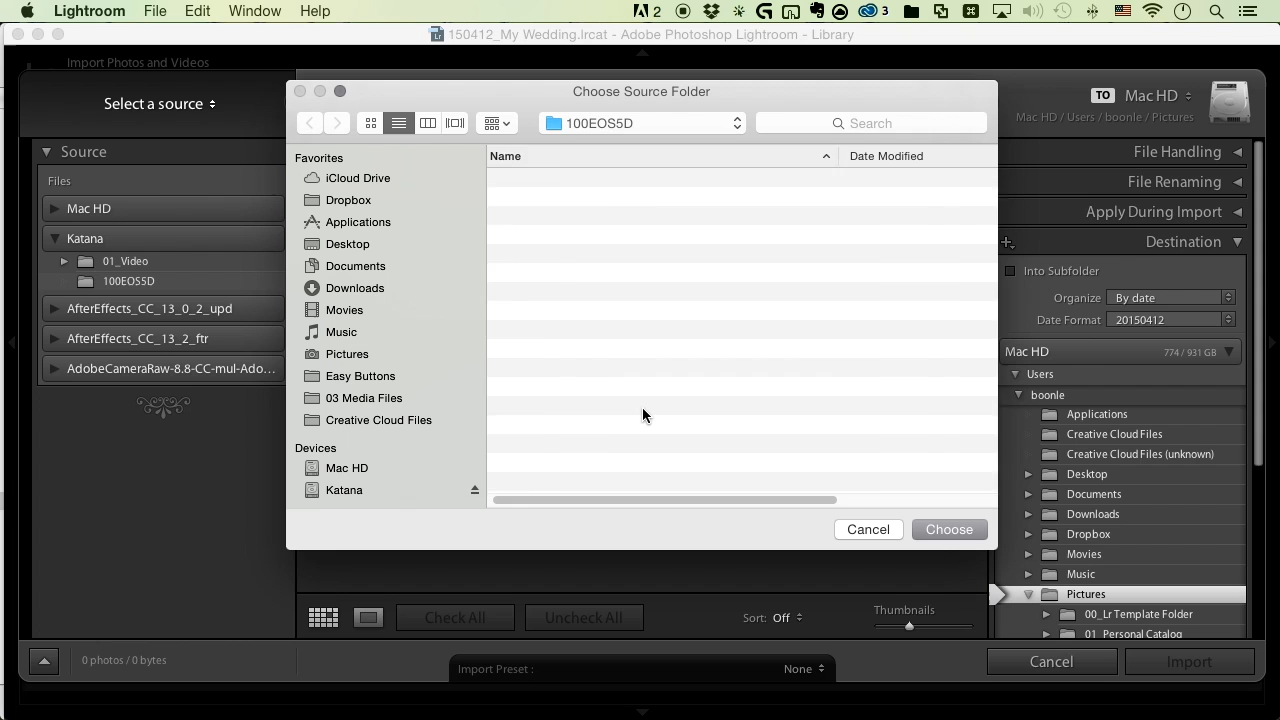 Lightroom File Edit Window Help 2 3
150412_My Wedding.lrcat - Adobe Photoshop Lightroom - Library
Import Photos and Videos
Select a source
Choose Source Folder
TO Mac HD
Mac HD / Users / boonle / Pictures
100EOS5D
Search
Source
Files
Mac HD
Katana
01_Video
100EOS5D
AfterEffects_CC_13_0_2_upd
AfterEffects_CC_13_2_ftr
AdobeCameraRaw-8.8-CC-mul-Ado...
Favorites
iCloud Drive
Dropbox
Applications
Desktop
Documents
Downloads
Movies
Music
Pictures
Easy Buttons
03 Media Files
Creative Cloud Files
Devices
Mac HD
Katana
Name Date Modified
Cancel Choose
File Handling
File Renaming
Apply During Import
Destination
Into Subfolder
Organize By date
Date Format 20150412
Mac HD 774 / 931 GB
Users
boonle
Applications
Creative Cloud Files
Creative Cloud Files (unknown)
Desktop
Documents
Downloads
Dropbox
Movies
Music
Pictures
00_Lr Template Folder
01_Personal Catalog
Check All Uncheck All Sort: Off Thumbnails
0 photos / 0 bytes
Import Preset : None
Cancel Import